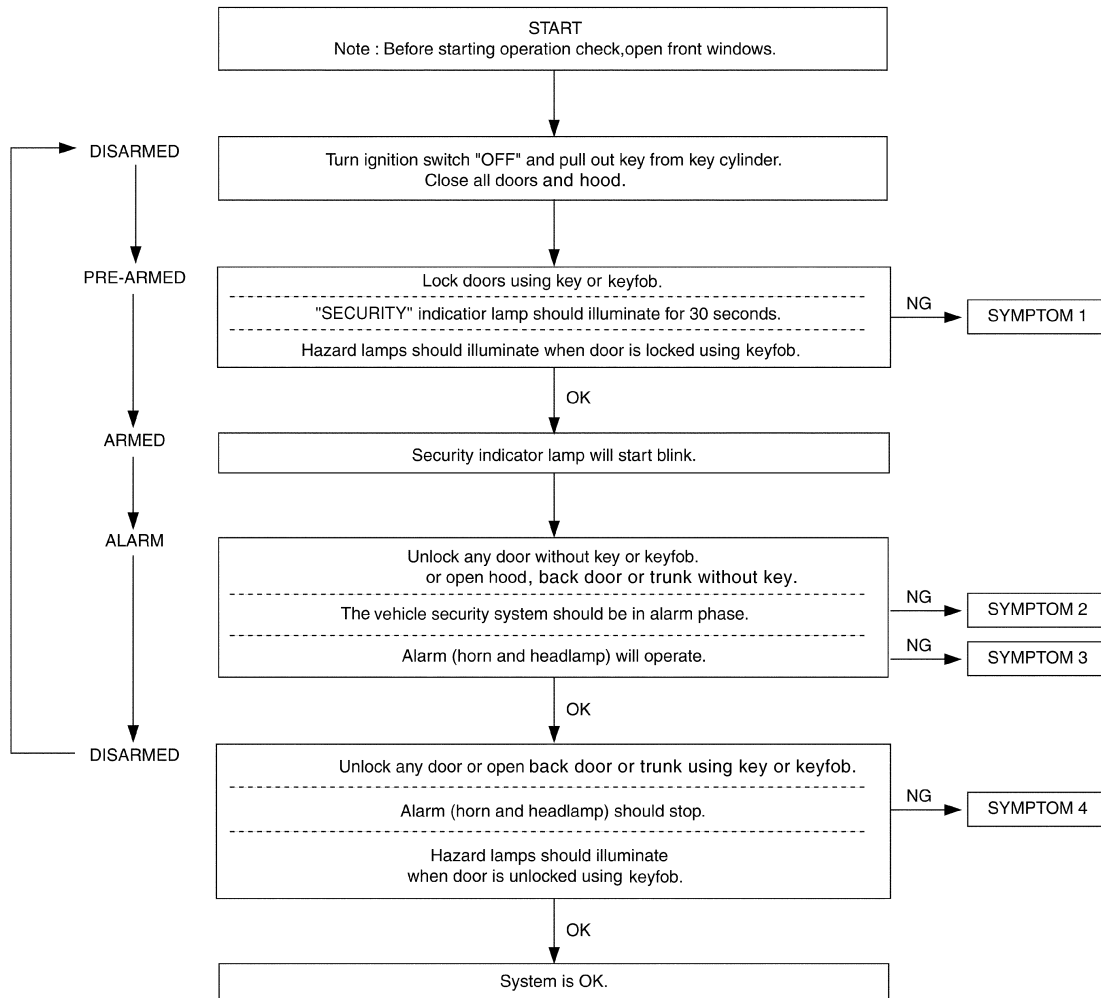 START
Note : Before starting operation check,open front windows.
DISARMED
Turn ignition switch "OFF" and pull out key from key cylinder.
Close all doors and hood.
PRE-ARMED
Lock doors using key or keyfob.
"SECURITY" indicatior lamp should illuminate for 30 seconds.
Hazard lamps should illuminate when door is locked using keyfob.
NG
SYMPTOM 1
OK
ARMED
Security indicator lamp will start blink.
ALARM
Unlock any door without key or keyfob.
or open hood, back door or trunk without key.
The vehicle security system should be in alarm phase.
NG
SYMPTOM 2
Alarm (horn and headlamp) will operate.
NG
SYMPTOM 3
OK
DISARMED
Unlock any door or open back door or trunk using key or keyfob.
Alarm (horn and headlamp) should stop.
NG
SYMPTOM 4
Hazard lamps should illuminate
when door is unlocked using keyfob.
OK
System is OK.